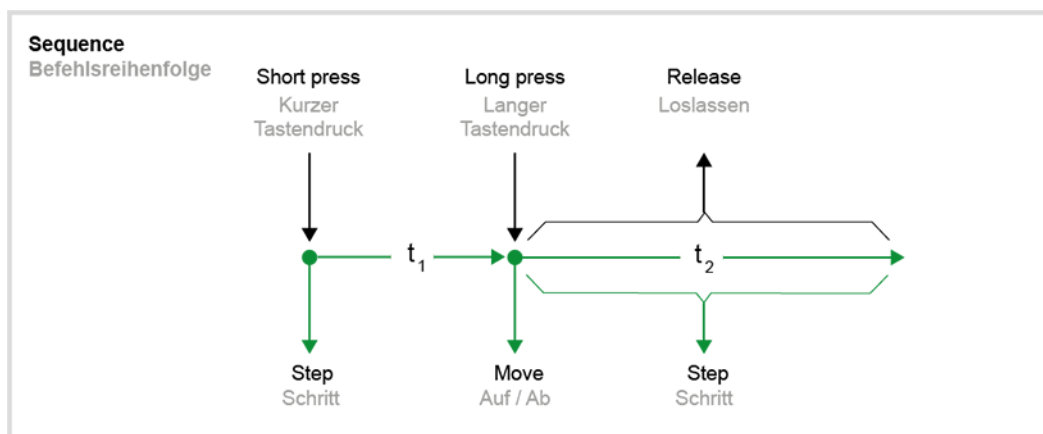 Sequence
Befehlsreihenfolge
Short press
Kurzer
Tastendruck
Long press
Langer
Tastendruck
Release
Loslassen
t₁
t₂
Step
Schritt
Move
Auf / Ab
Step
Schritt